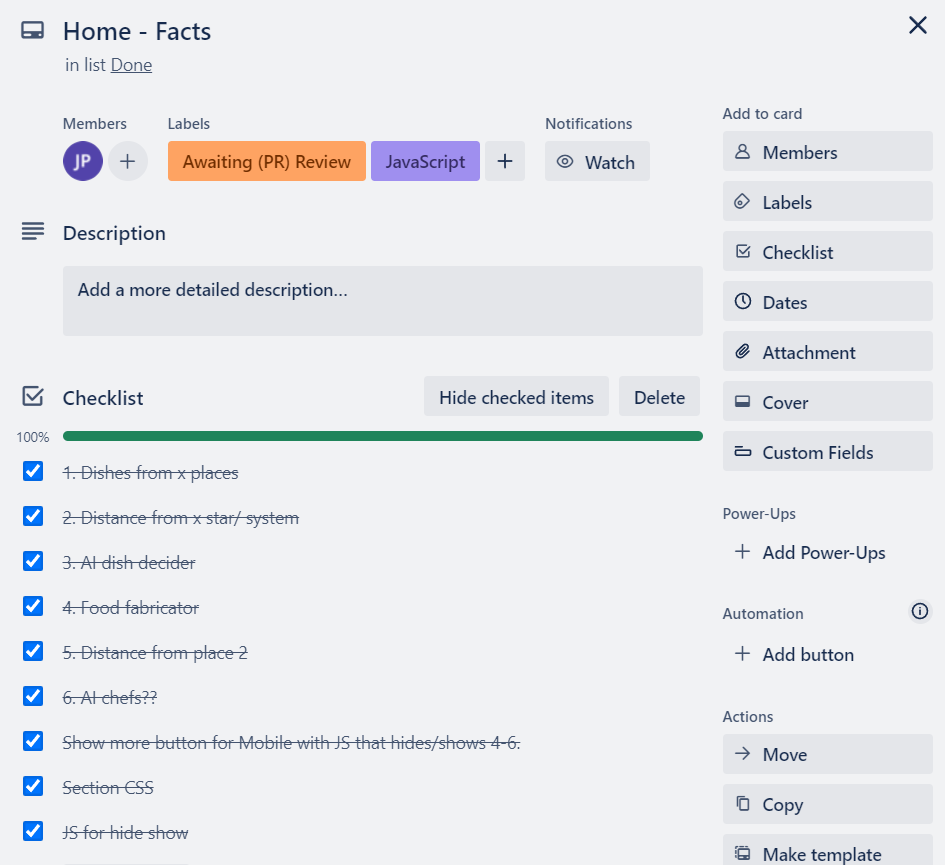 Home - Facts
in list Done
Members
JP
Labels
Awaiting (PR) Review
JavaScript
Notifications
Watch
Description
Add a more detailed description...
Checklist
Hide checked items
Delete
100%
1. Dishes from x places
2. Distance from x star/ system
3. AI dish decider
4. Food fabricator
5. Distance from place 2
6. AI chefs??
Show more button for Mobile with JS that hides/shows 4-6.
Section CSS
JS for hide show
Add to card
Members
Labels
Checklist
Dates
Attachment
Cover
Custom Fields
Power-Ups
Add Power-Ups
Automation
Add button
Actions
Move
Copy
Make template